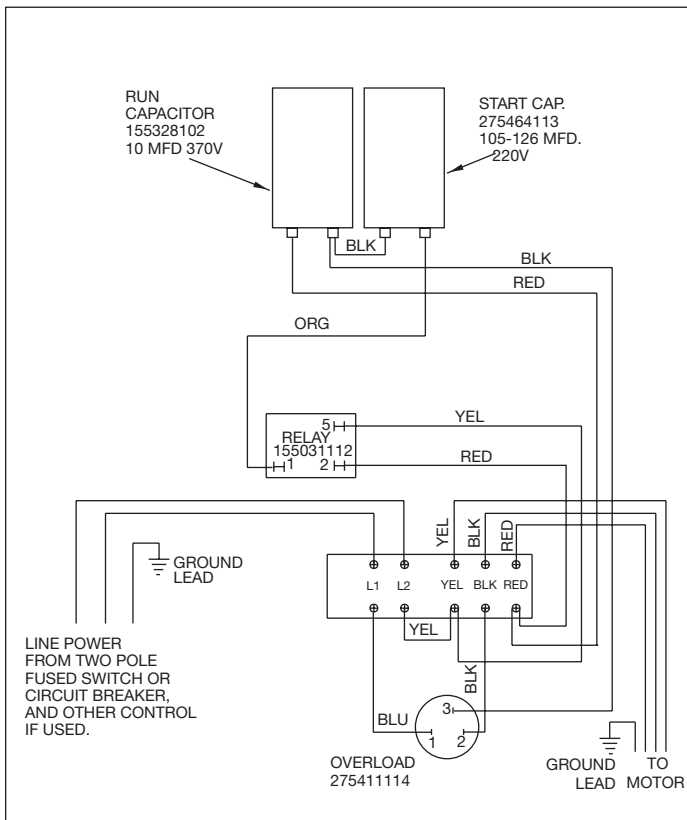 RUN
CAPACITOR
155328102
10 MFD 370V
START CAP.
275464113
105-126 MFD.
220V
BLK
BLK
RED
ORG
5
YEL
RELAY
155031112
1
2
RED
YEL
BLK
RED
GROUND
LEAD
L1
L2
YEL
BLK
RED
YEL
BLK
LINE POWER
FROM TWO POLE
FUSED SWITCH OR
CIRCUIT BREAKER,
AND OTHER CONTROL
IF USED.
BLU
3
1
2
OVERLOAD
275411114
GROUND
LEAD
TO
MOTOR